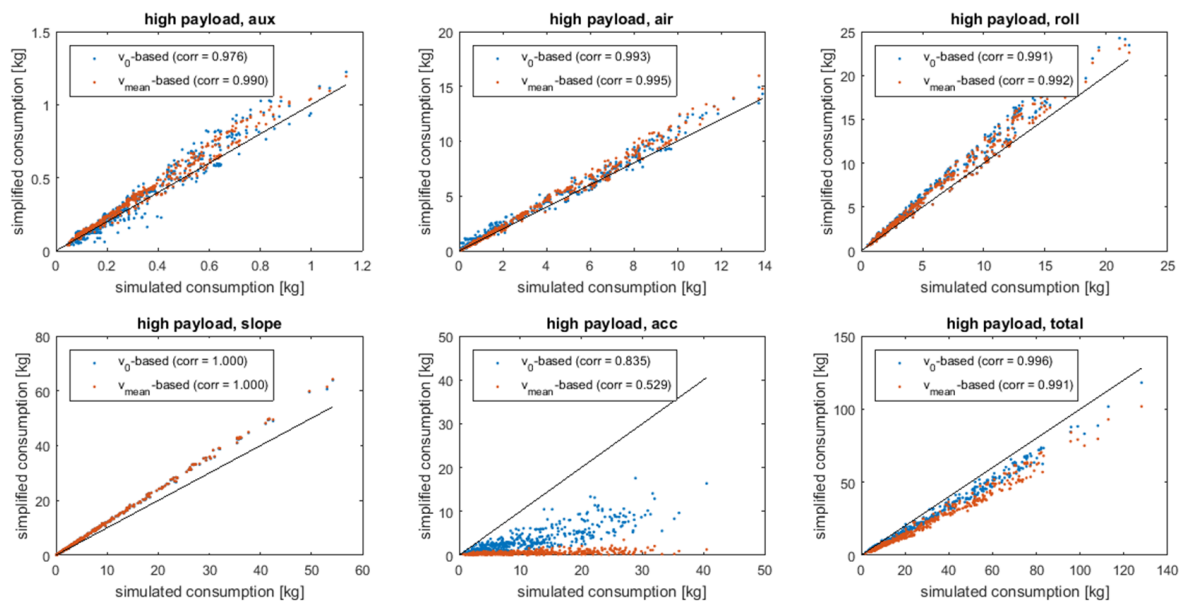 high payload, aux
1.5
1
0.5
0
simplified consumption [kg]
v0-based (corr = 0.976)
vmean-based (corr = 0.990)
0 0.2 0.4 0.6 0.8 1 1.2
simulated consumption [kg]
high payload, air
20
15
10
5
0
simplified consumption [kg]
v0-based (corr = 0.993)
vmean-based (corr = 0.995)
0 2 4 6 8 10 12 14
simulated consumption [kg]
high payload, roll
25
20
15
10
5
0
simplified consumption [kg]
v0-based (corr = 0.991)
vmean-based (corr = 0.992)
0 5 10 15 20 25
simulated consumption [kg]
high payload, slope
80
60
40
20
0
simplified consumption [kg]
v0-based (corr = 1.000)
vmean-based (corr = 1.000)
0 10 20 30 40 50 60
simulated consumption [kg]
high payload, acc
50
40
30
20
10
0
simplified consumption [kg]
v0-based (corr = 0.835)
vmean-based (corr = 0.529)
0 10 20 30 40 50
simulated consumption [kg]
high payload, total
150
100
50
0
simplified consumption [kg]
v0-based (corr = 0.996)
vmean-based (corr = 0.991)
0 20 40 60 80 100 120 140
simulated consumption [kg]